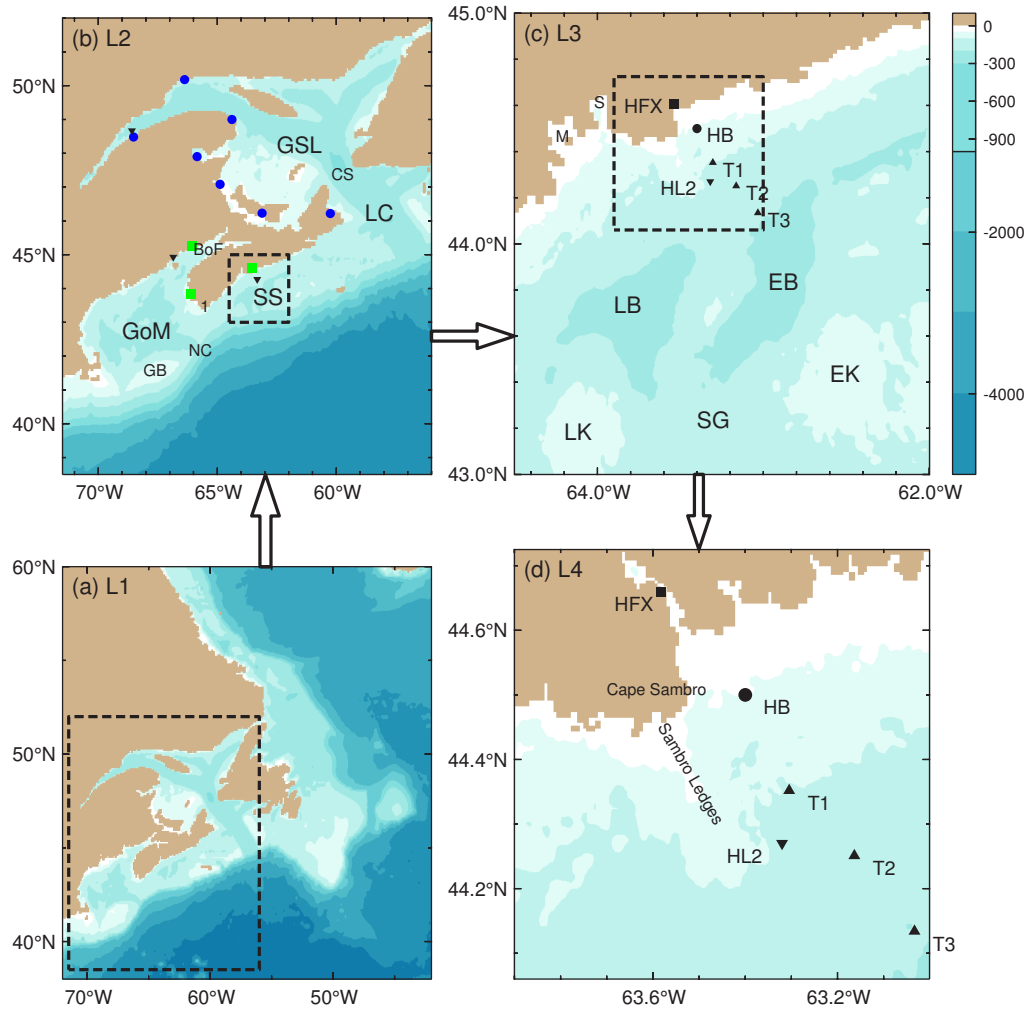 (b) L2
50°N
45°N
40°N
70°W
65°W
60°W
GSL
CS
LC
BoF
SS
1
GoM
NC
GB
(c) L3
45.0°N
44.0°N
43.0°N
64.0°W
62.0°W
S
M
HFX
HB
T1
HL2
T2
T3
LB
EB
EK
LK
SG
0
-300
-600
-900
-2000
-4000
(a) L1
60°N
50°N
40°N
70°W
60°W
50°W
(d) L4
44.6°N
44.4°N
44.2°N
63.6°W
63.2°W
HFX
Cape Sambro
HB
Sambro Ledges
T1
HL2
T2
T3